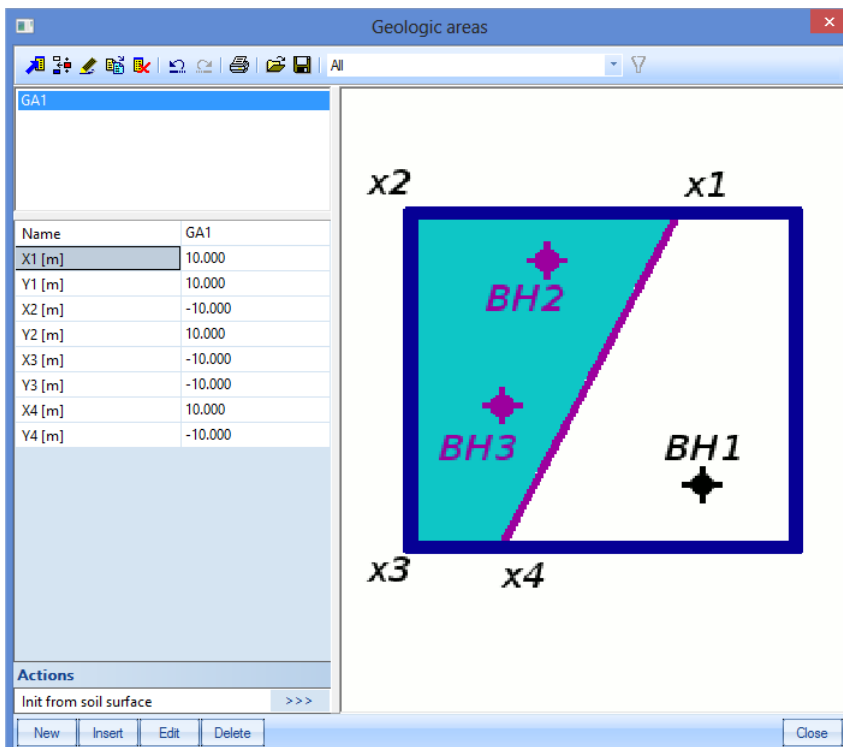 Geologic areas
All
GA1
Name GA1
X1 [m] 10.000
Y1 [m] 10.000
X2 [m] -10.000
Y2 [m] 10.000
X3 [m] -10.000
Y3 [m] -10.000
X4 [m] 10.000
Y4 [m] -10.000
Actions
Init from soil surface >>>
New Insert Edit Delete Close
x2 x1
BH2
BH3 BH1
x3 x4